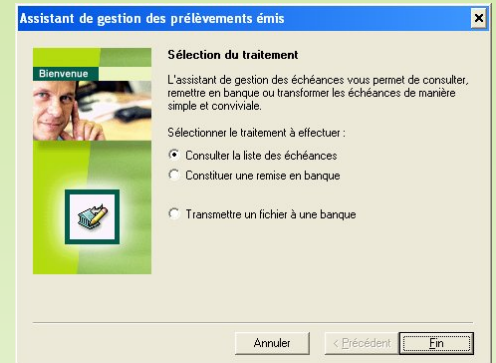 Assistant de gestion des prélèvements émis
Bienvenue
Sélection du traitement
L'assistant de gestion des échéances vous permet de consulter,
remettre en banque ou transformer les échéances de manière
simple et conviviale.
Sélectionner le traitement à effectuer :
Consulter la liste des échéances
Constituer une remise en banque
Transmettre un fichier à une banque
Annuler
< Précédent
Fin